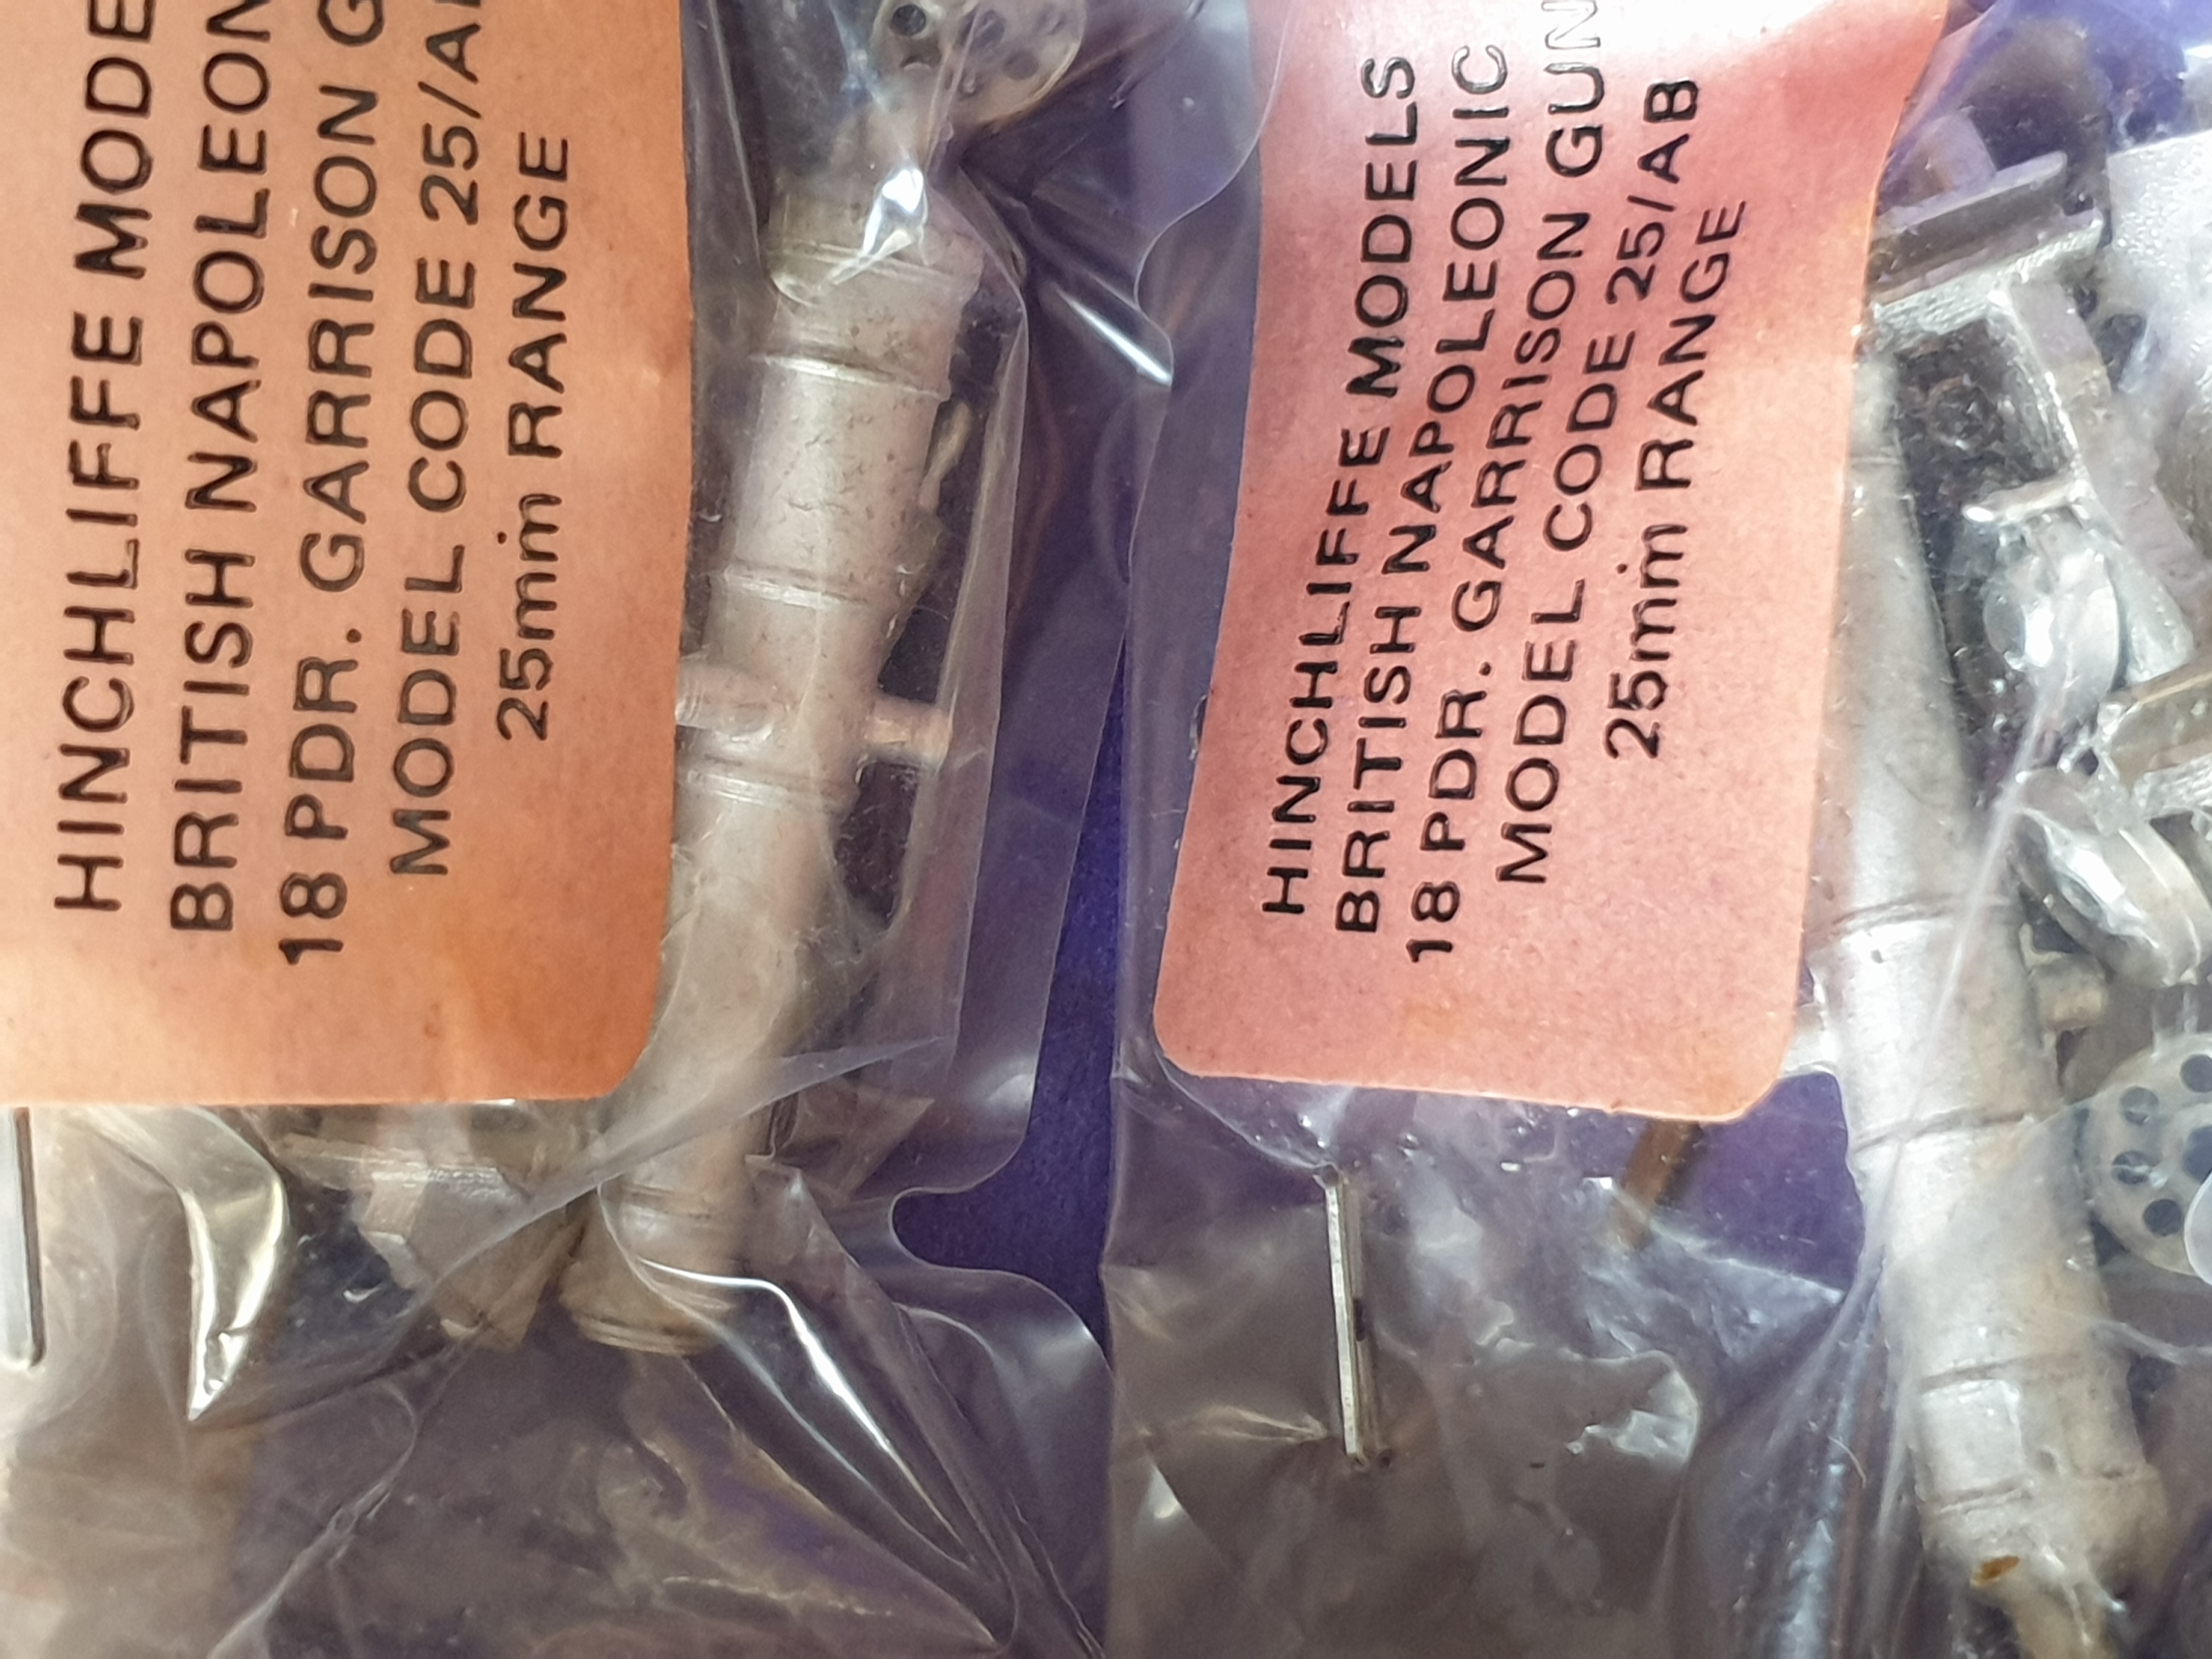 HINCHLIFFE MODE
BRITISH NAPOLEON
18 PDR. GARRISON G
MODEL CODE 25/A
25mm RANGE
HINCHLIFFE MODELS
BRITISH NAPOLEONIC
18 PDR. GARRISON GUN
MODEL CODE 25/AB
25mm RANGE